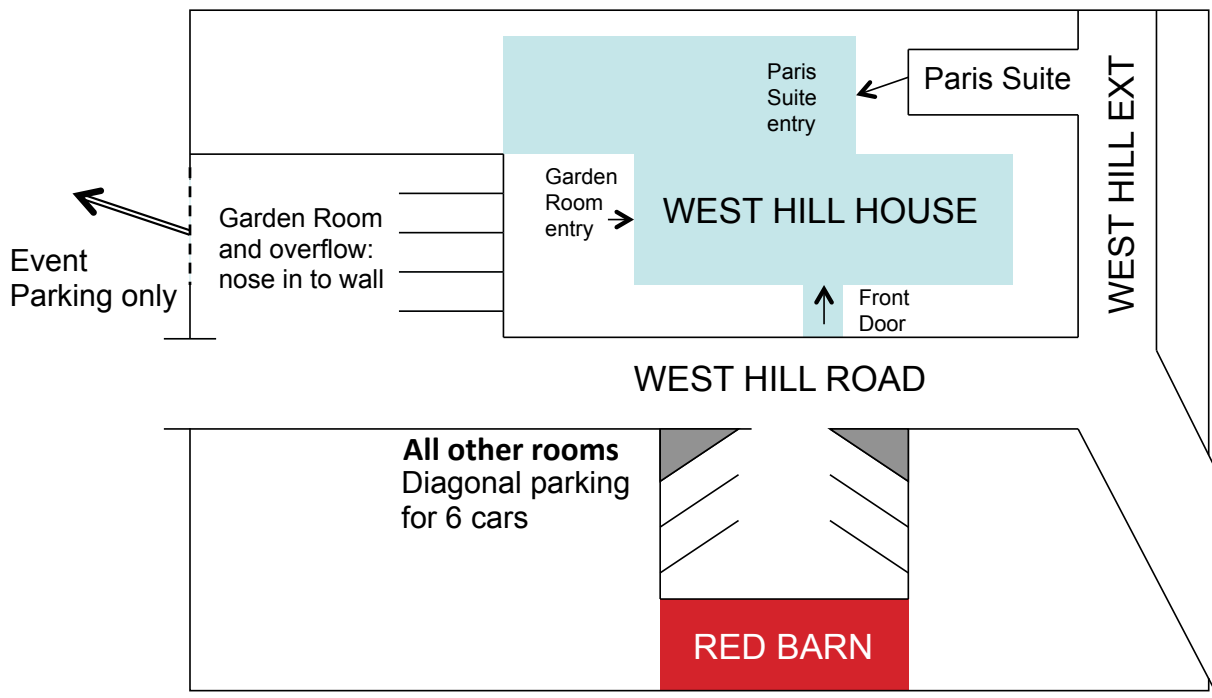 Paris
Suite
entry
Paris Suite
WEST HILL EXT
Garden
Room
entry
WEST HILL HOUSE
Garden Room
and overflow:
nose in to wall
Event
Parking only
Front
Door
WEST HILL ROAD
All other rooms
Diagonal parking
for 6 cars
RED BARN